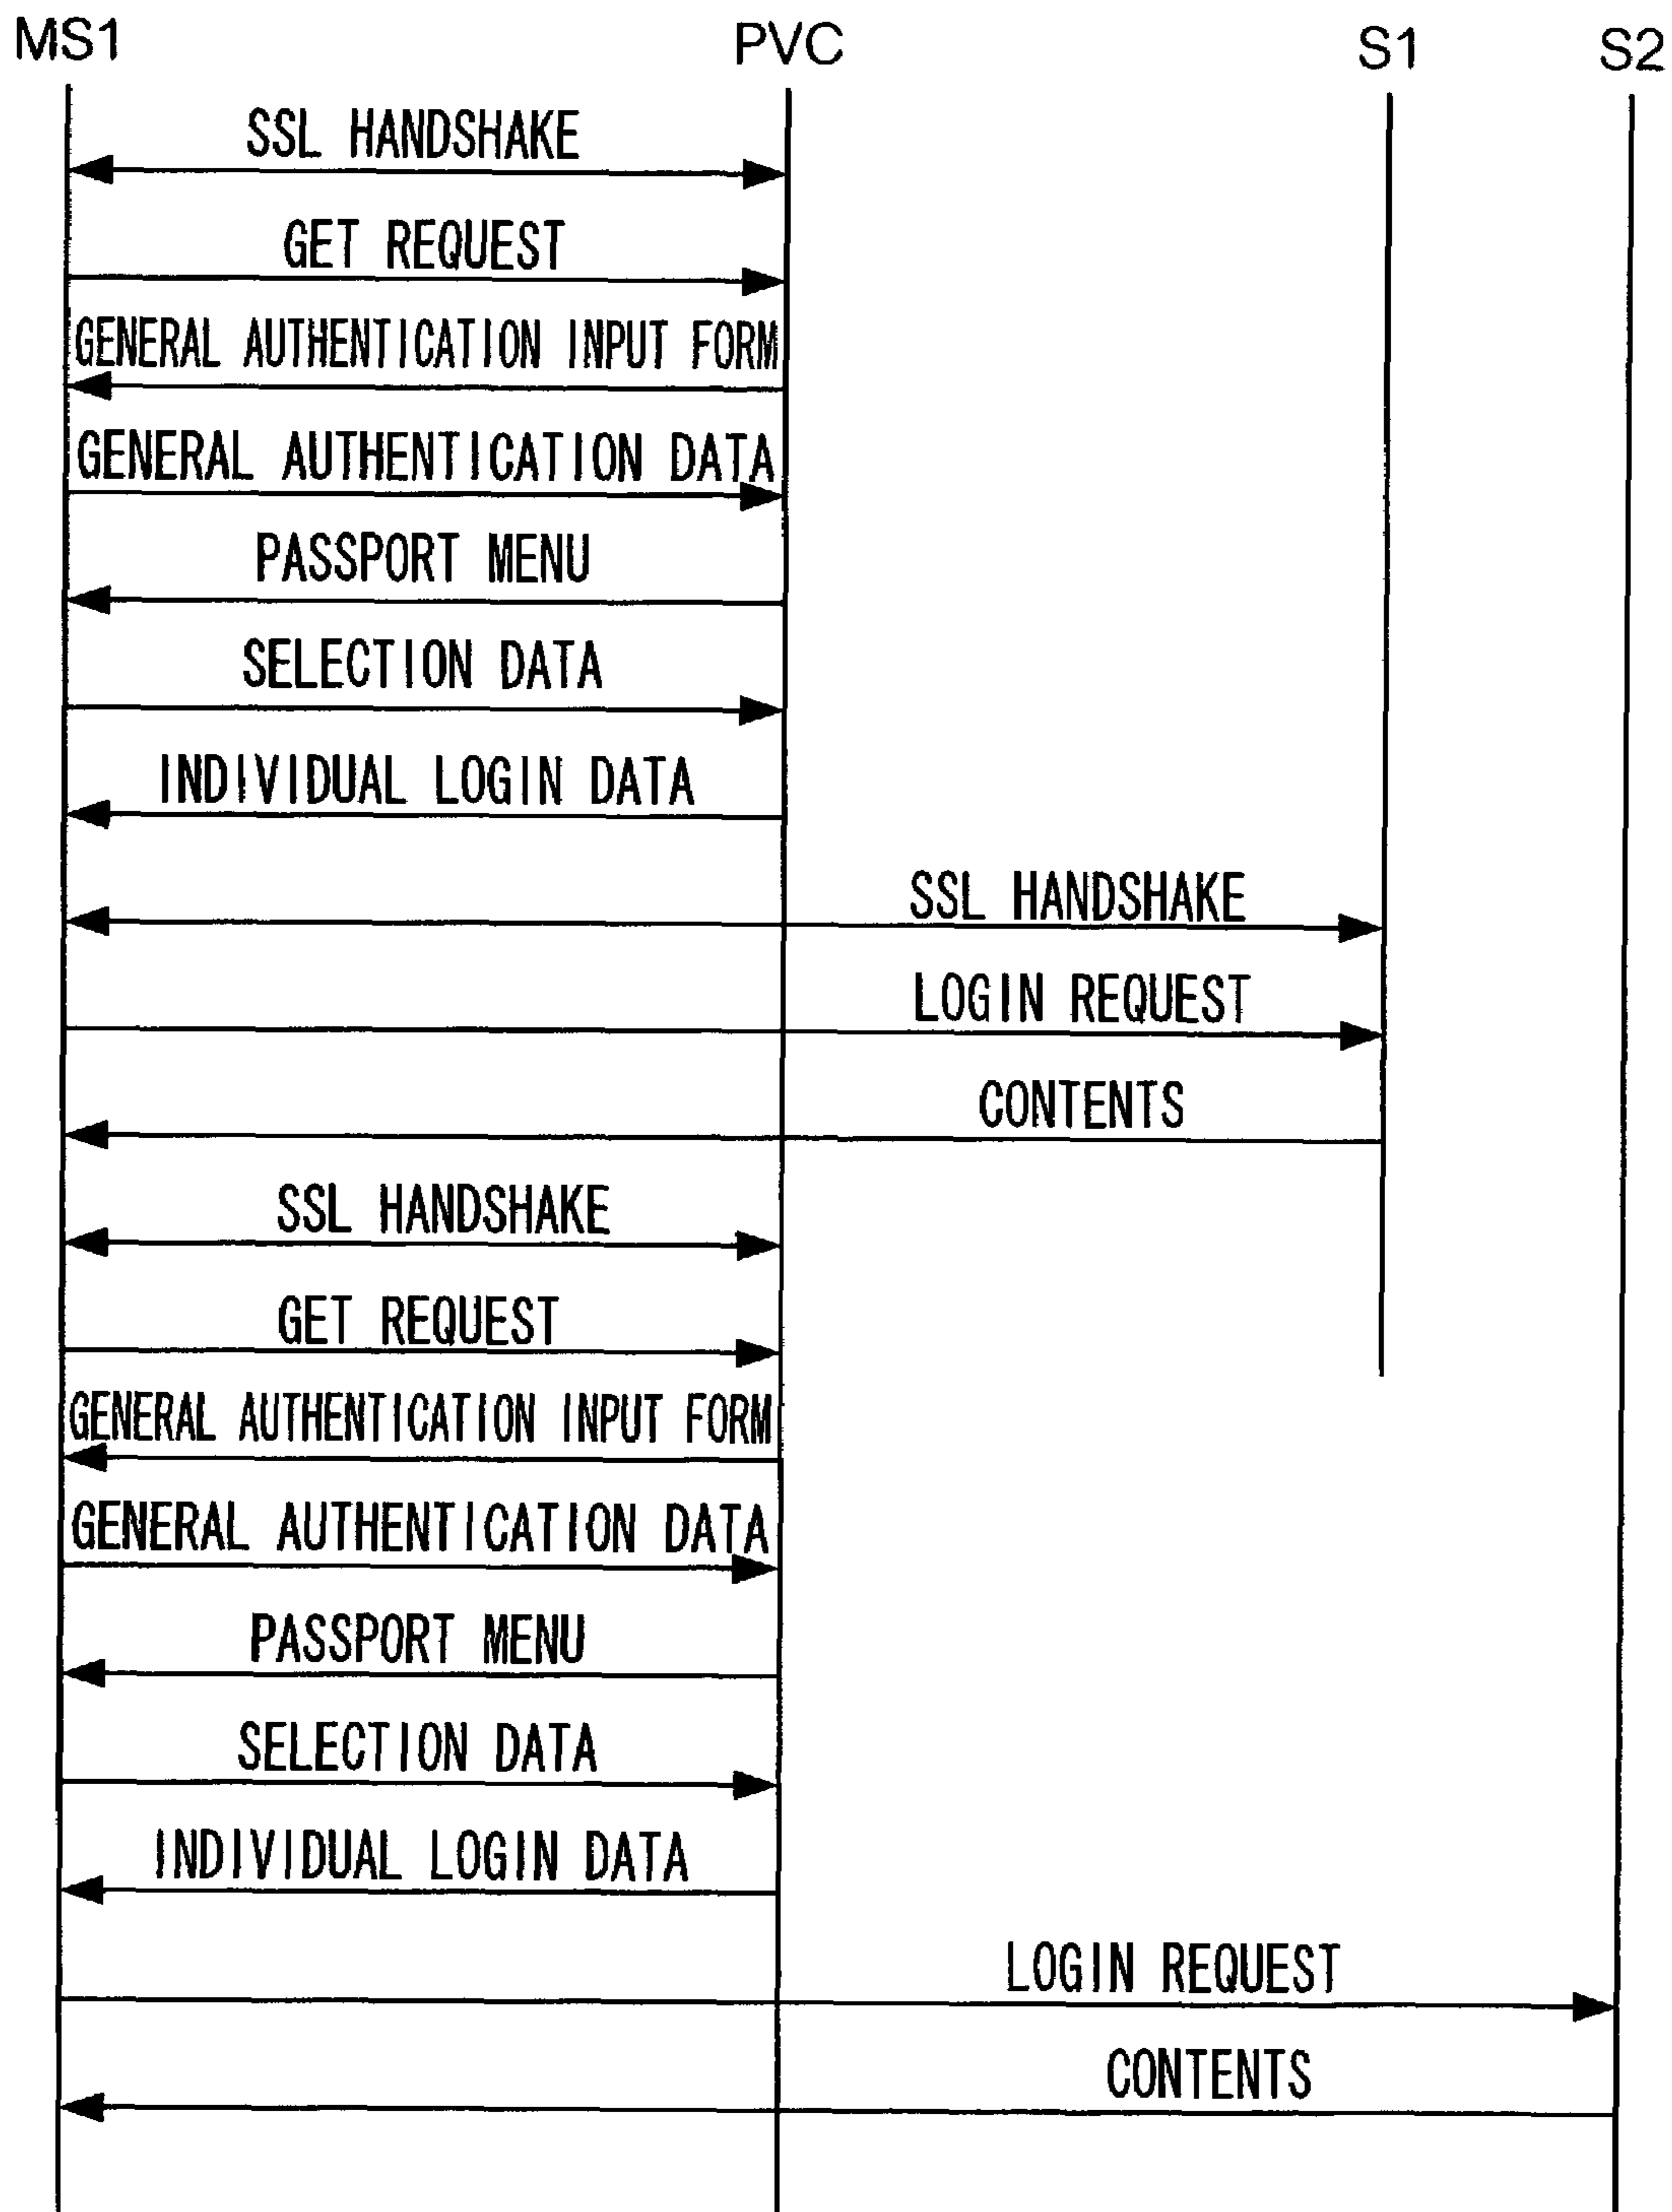 MS1 PVC S1 S2
SSL HANDSHAKE
GET REQUEST
GENERAL AUTHENTICATION INPUT FORM
GENERAL AUTHENTICATION DATA
PASSPORT MENU
SELECTION DATA
INDIVIDUAL LOGIN DATA
SSL HANDSHAKE
LOGIN REQUEST
CONTENTS
SSL HANDSHAKE
GET REQUEST
GENERAL AUTHENTICATION INPUT FORM
GENERAL AUTHENTICATION DATA
PASSPORT MENU
SELECTION DATA
INDIVIDUAL LOGIN DATA
LOGIN REQUEST
CONTENTS